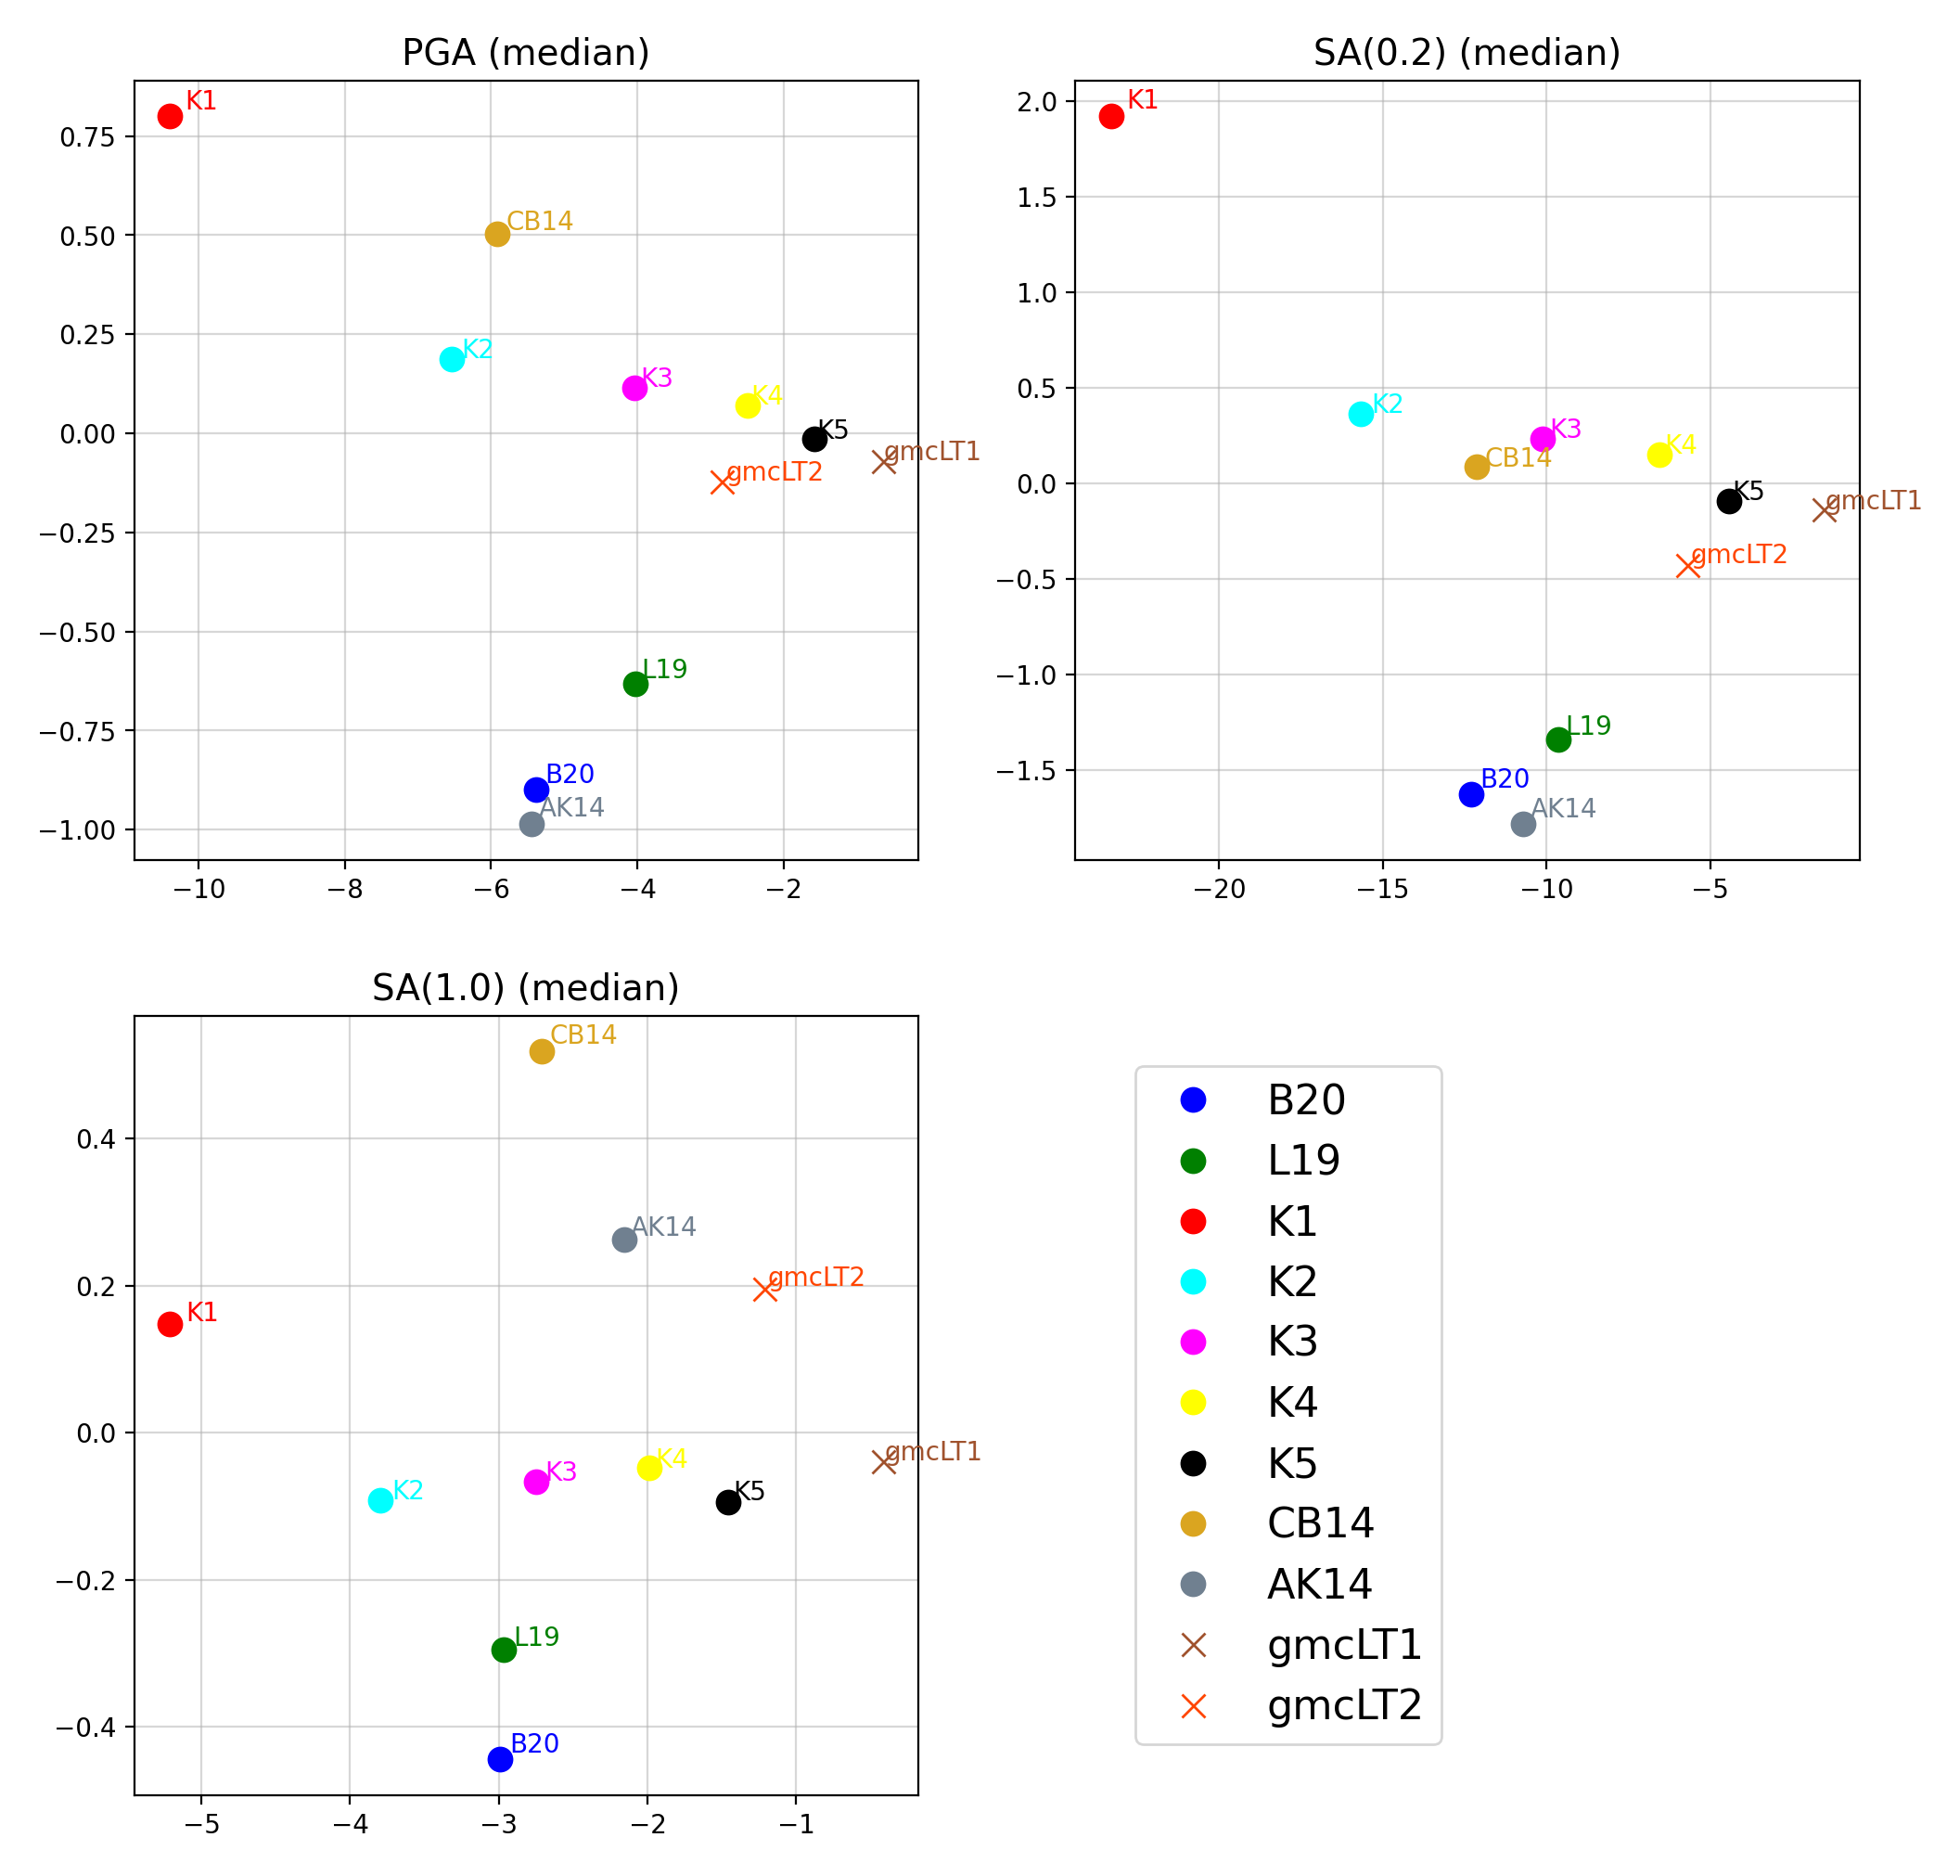 PGA (median)
0.75
0.50
0.25
0.00
−0.25
−0.50
−0.75
−1.00
−10
−8
−6
−4
−2
K1
CB14
K2
K3
K4
K5
gmcLT1
gmcLT2
L19
B20
AK14
SA(0.2) (median)
2.0
1.5
1.0
0.5
0.0
−0.5
−1.0
−1.5
−20
−15
−10
−5
K1
K2
K3
CB14
K4
K5
gmcLT1
gmcLT2
L19
B20
AK14
SA(1.0) (median)
0.4
0.2
0.0
−0.2
−0.4
−5
−4
−3
−2
−1
CB14
AK14
gmcLT2
K1
gmcLT1
K4
K3
K2
K5
L19
B20
B20
L19
K1
K2
K3
K4
K5
CB14
AK14
gmcLT1
gmcLT2